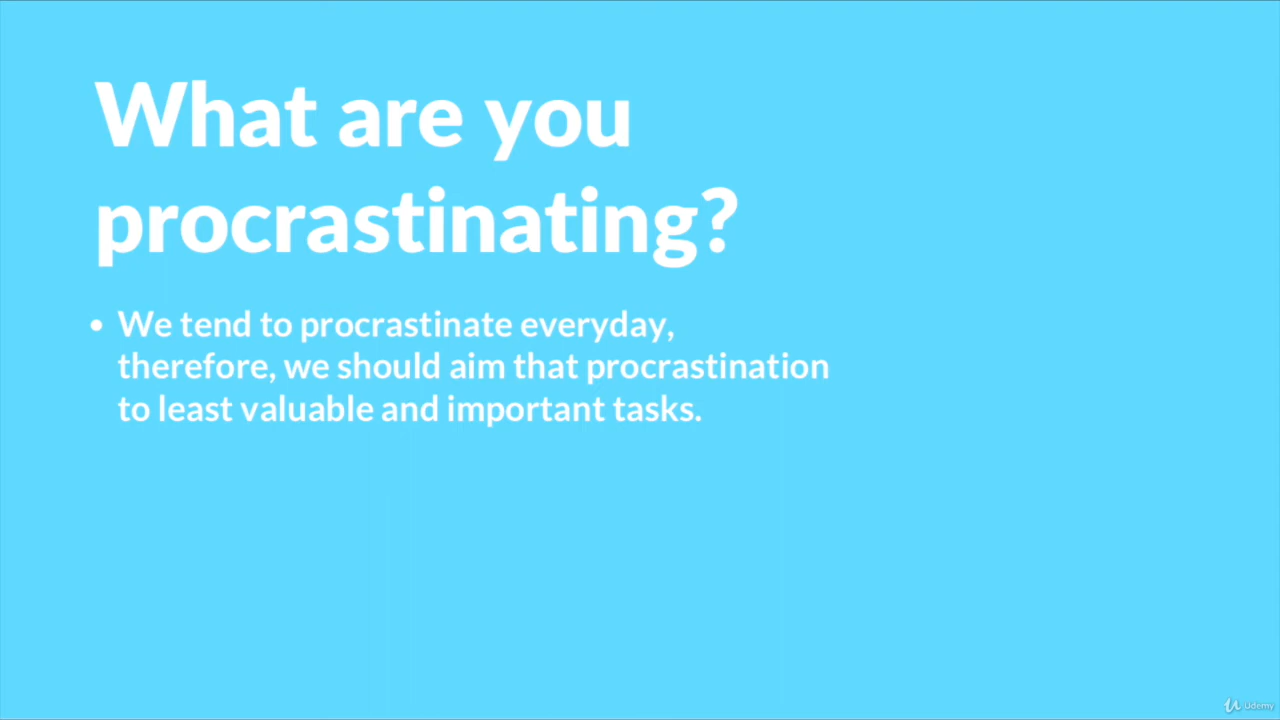 What are you
procrastinating?
• We tend to procrastinate everyday,
therefore, we should aim that procrastination
to least valuable and important tasks.
Udemy